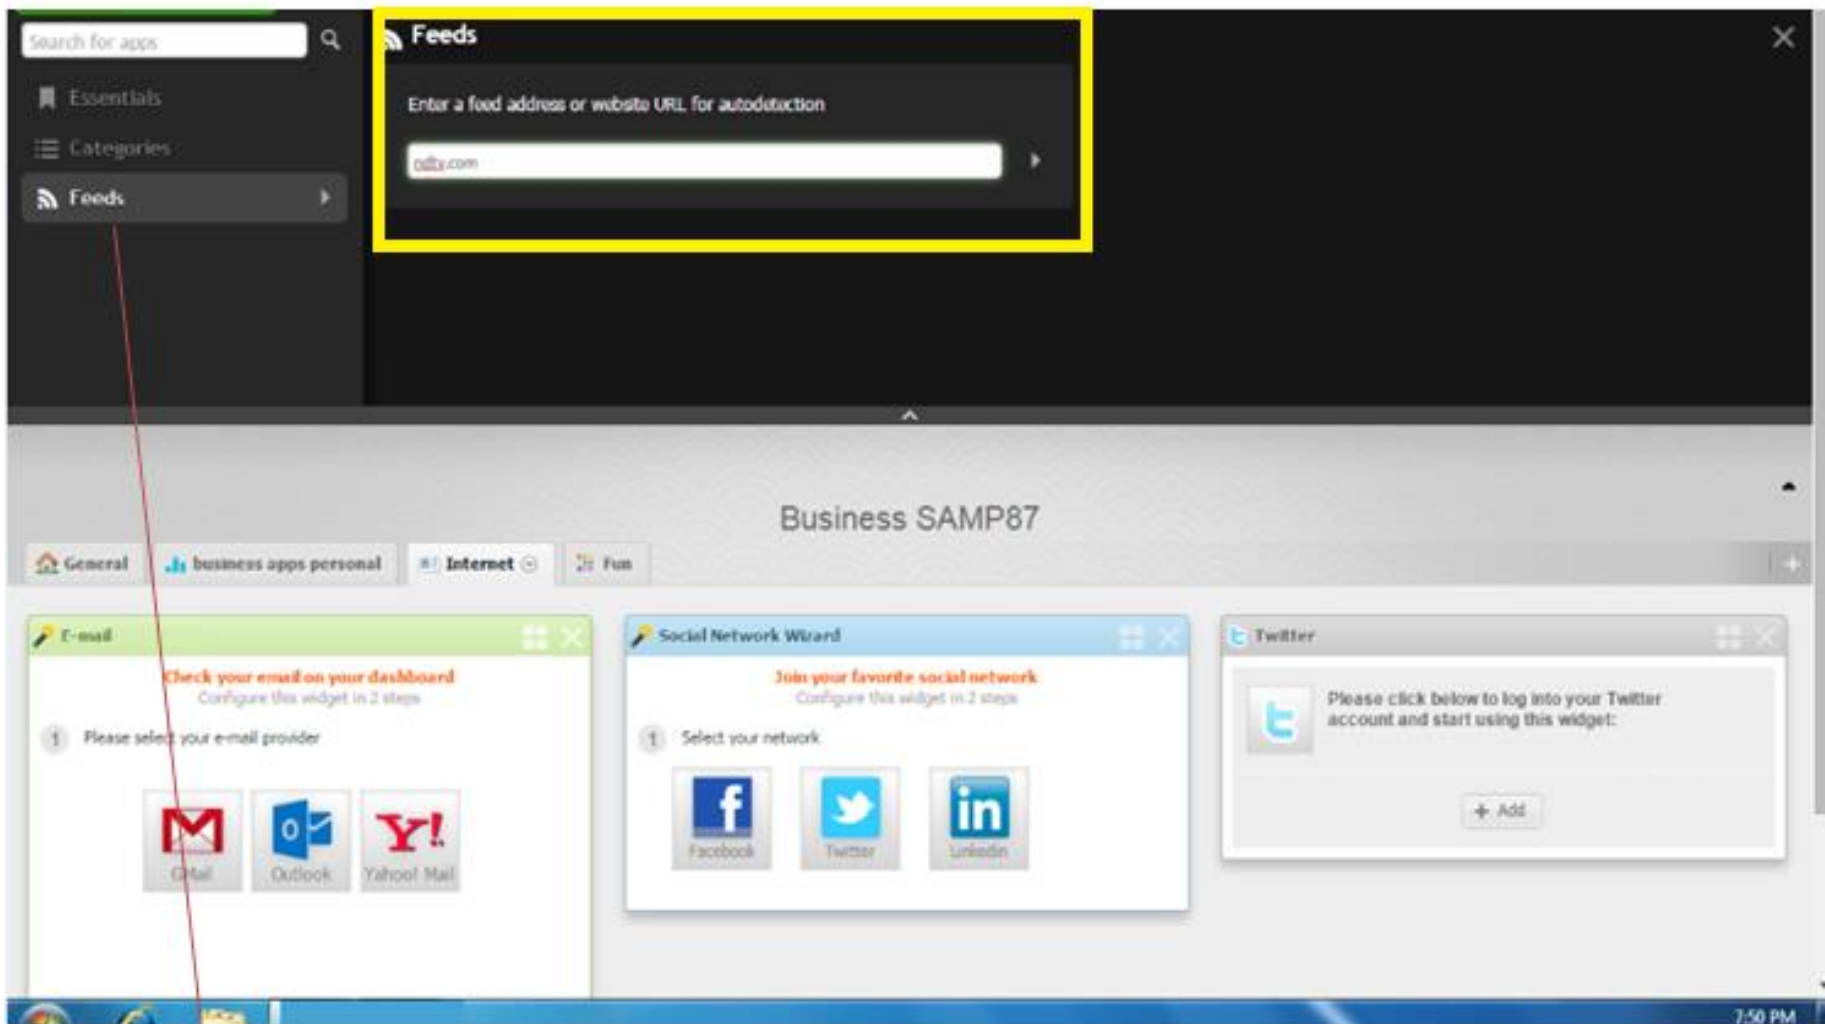 Search for apps
Essentials
Categories
Feeds
Feeds
Enter a feed address or website URL for autodetection
ndtv.com
Business SAMP87
General
business apps personal
Internet
Fun
E-mail
Check your email on your dashboard
Configure this widget in 2 steps
1 Please select your e-mail provider
GMail
Outlook
Yahoo! Mail
Social Network Wizard
Join your favorite social network
Configure this widget in 2 steps
1 Select your network
Facebook
Twitter
Linkedin
Twitter
Please click below to log into your Twitter
account and start using this widget:
+ Add
7:50 PM